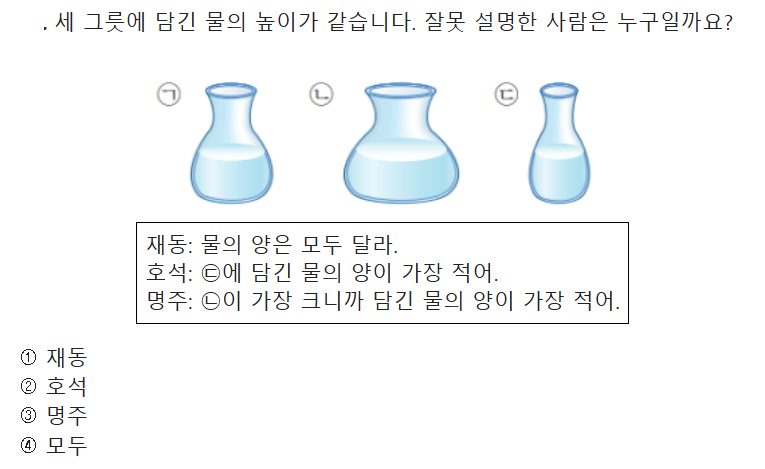 . 세 그릇에 담긴 물의 높이가 같습니다. 잘못 설명한 사람은 누구일까요?
㉠ ㉡ ㉢
재동: 물의 양은 모두 달라.
호석: ㉢에 담긴 물의 양이 가장 적어.
명주: ㉡이 가장 크니까 담긴 물의 양이 가장 적어.
① 재동
② 호석
③ 명주
④ 모두